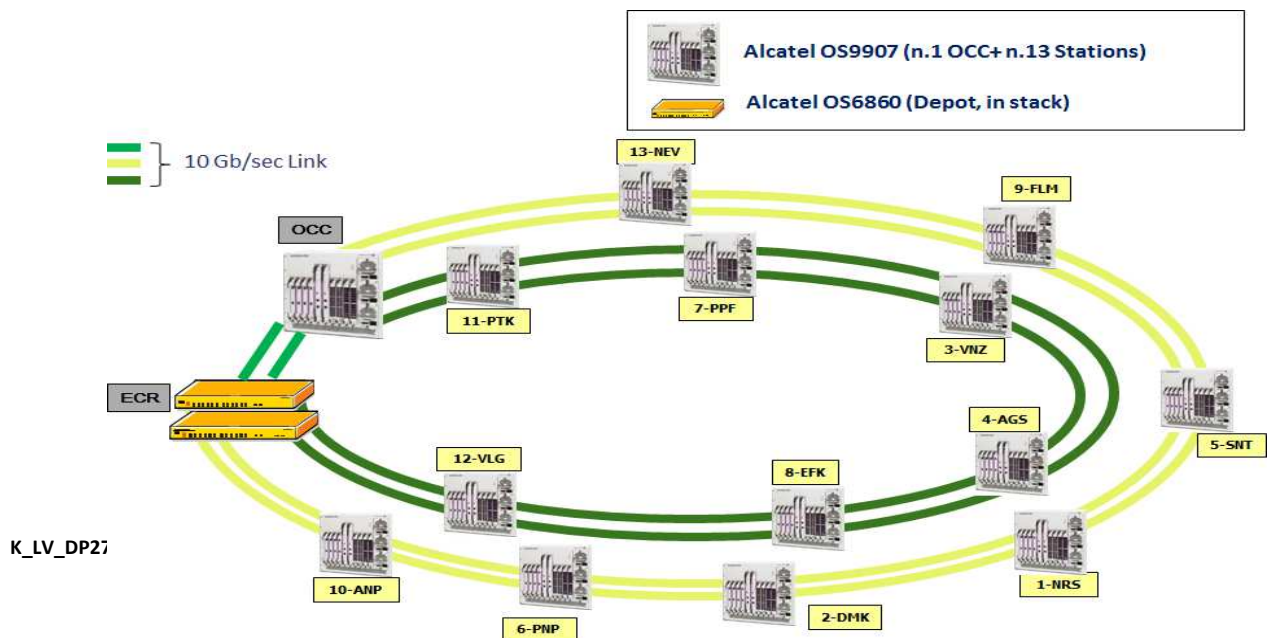 Alcatel OS9907 (n.1 OCC+ n.13 Stations)
Alcatel OS6860 (Depot, in stack)
10 Gb/sec Link
13-NEV
9-FLM
OCC
11-PTK
7-PPF
3-VNZ
ECR
4-AGS
5-SNT
12-VLG
8-EFK
K_LV_DP27
10-ANP
1-NRS
6-PNP
2-DMK